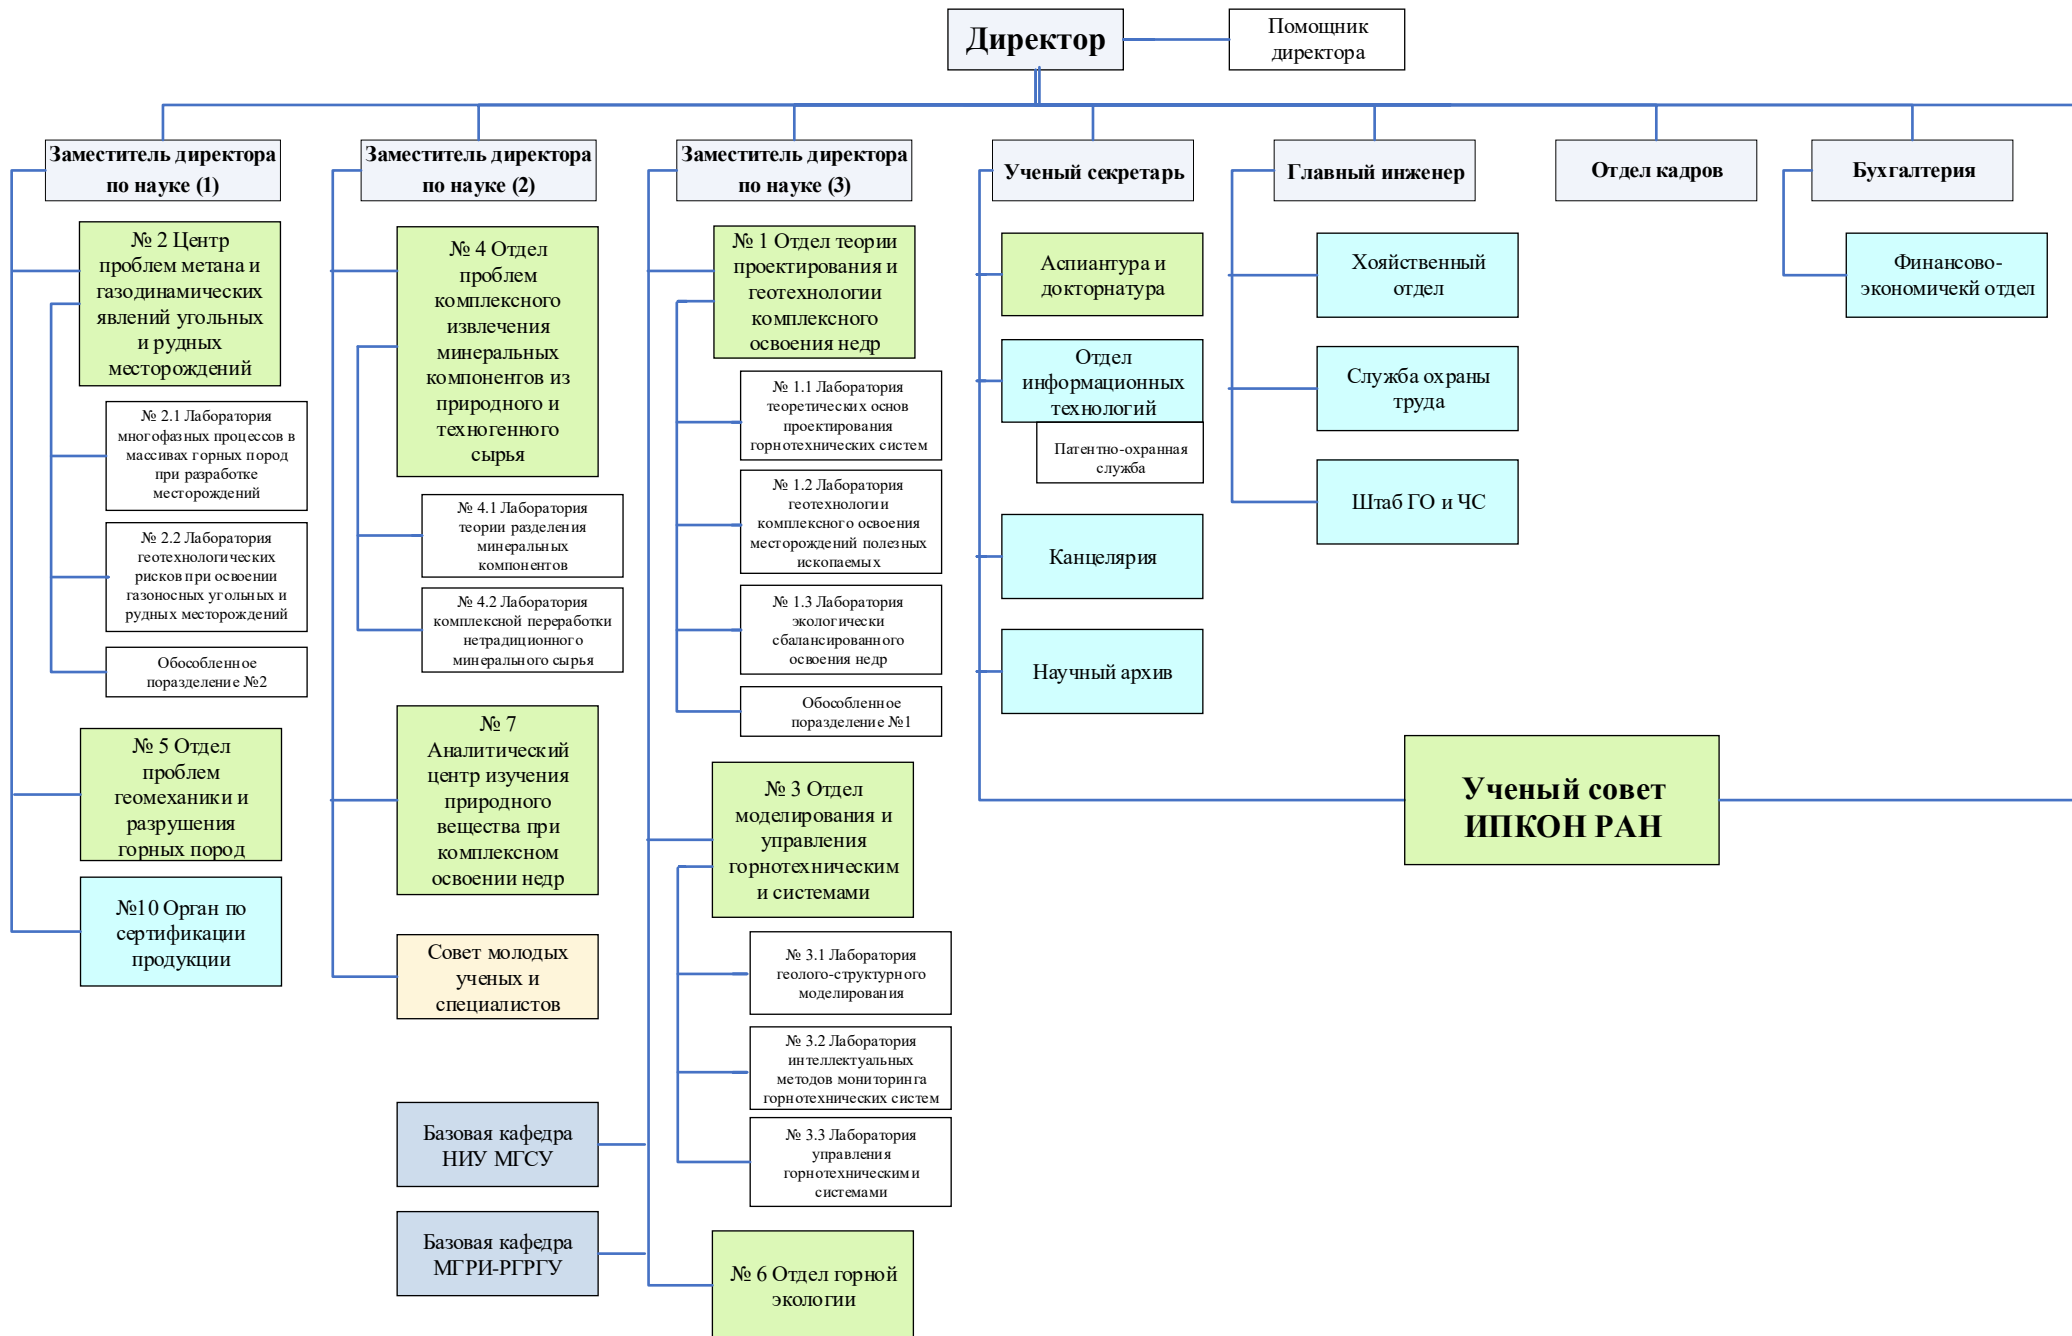 Директор
Помощник
директора
Заместитель директора
по науке (1)
Заместитель директора
по науке (2)
Заместитель директора
по науке (3)
Ученый секретарь
Главный инженер
Отдел кадров
Бухгалтерия
№ 2 Центр
проблем метана и
газодинамических
явлений угольных
и рудных
месторождений
№ 2.1 Лаборатория
многофазных процессов в
массивах горных пород
при разработке
месторождений
№ 2.2 Лаборатория
геотехнологических
рисков при освоении
газоносных угольных и
рудных месторождений
Обособленное
поразделение №2
№ 5 Отдел
проблем
геомеханики и
разрушения
горных пород
№10 Орган по
сертификации
продукции
№ 4 Отдел
проблем
комплексного
извлечения
минеральных
компонентов из
природного и
техногенного
сырья
№ 4.1 Лаборатория
теории разделения
минеральных
компонентов
№ 4.2 Лаборатория
комплексной переработки
нетрадиционного
минерального сырья
№ 7
Аналитический
центр изучения
природного
вещества при
комплексном
освоении недр
Совет молодых
ученых и
специалистов
Базовая кафедра
НИУ МГСУ
Базовая кафедра
МГРИ-РГРГУ
№ 1 Отдел теории
проектирования и
геотехнологии
комплексного
освоения недр
№ 1.1 Лаборатория
теоретических основ
проектирования
горнотехнических систем
№ 1.2 Лаборатория
геотехнологии
комплексного освоения
месторождений полезных
ископаемых
№ 1.3 Лаборатория
экологически
сбалансированного
освоения недр
Обособленное
поразделение №1
№ 3 Отдел
моделирования и
управления
горнотехническим
и системами
№ 3.1 Лаборатория
геолого-структурного
моделирования
№ 3.2 Лаборатория
интеллектуальных
методов мониторинга
горнотехнических систем
№ 3.3 Лаборатория
управления
горнотехническими
системами
№ 6 Отдел горной
экологии
Аспиантура и
докторнатура
Отдел
информационных
технологий
Патентно-охранная
служба
Канцелярия
Научный архив
Хояйственный
отдел
Служба охраны
труда
Штаб ГО и ЧС
Финансово-
экономичекй отдел
Ученый совет
ИПКОН РАН